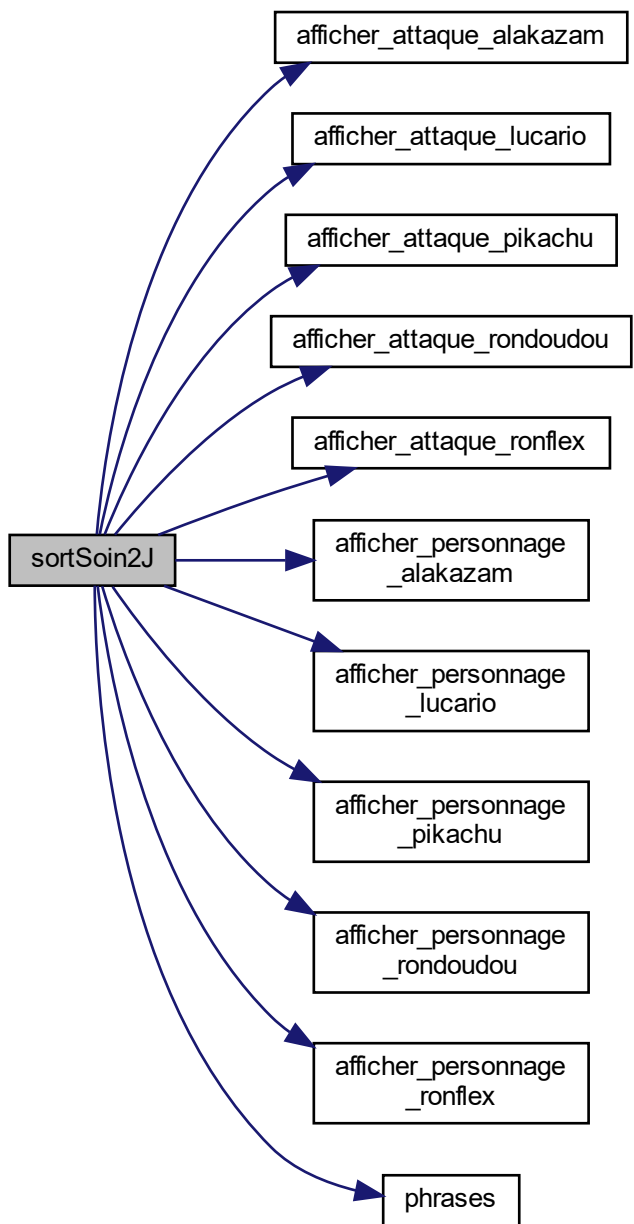 afficher_attaque_alakazam
afficher_attaque_lucario
afficher_attaque_pikachu
afficher_attaque_rondoudou
afficher_attaque_ronflex
sortSoin2J
afficher_personnage
_alakazam
afficher_personnage
_lucario
afficher_personnage
_pikachu
afficher_personnage
_rondoudou
afficher_personnage
_ronflex
phrases